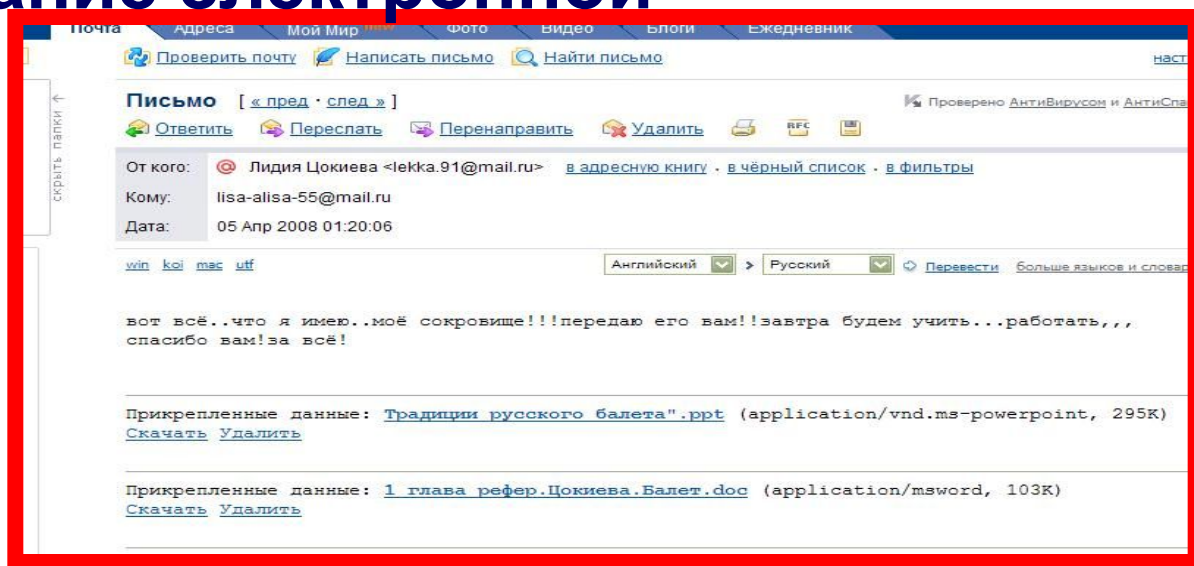 электронной
Почта Адреса Мой Мир Фото Видео Блоги Ежедневник
Проверить почту Написать письмо Найти письмо
скрыть папки
Письмо [ « пред · след » ] Проверено АнтиВирусом и
Ответить Переслать Перенаправить Удалить RFC
От кого: Лидия Цокиева <lekka.91@mail.ru> в адресную книгу . в чёрный список . в фильтры
Кому: lisa-alisa-55@mail.ru
Дата: 05 Апр 2008 01:20:06
win koi mac utf Английский > Русский Перевести больше языков и
вот всё..что я имею..моё сокровище!!!передаю его вам!!завтра будем учить...работать,,,
спасибо вам!за всё!
Прикрепленные данные: Традиции русского балета".ppt (application/vnd.ms-powerpoint, 295K)
Скачать Удалить
Прикрепленные данные: 1 глава рефер.Цокиева.Балет.doc (application/msword, 103K)
Скачать Удалить